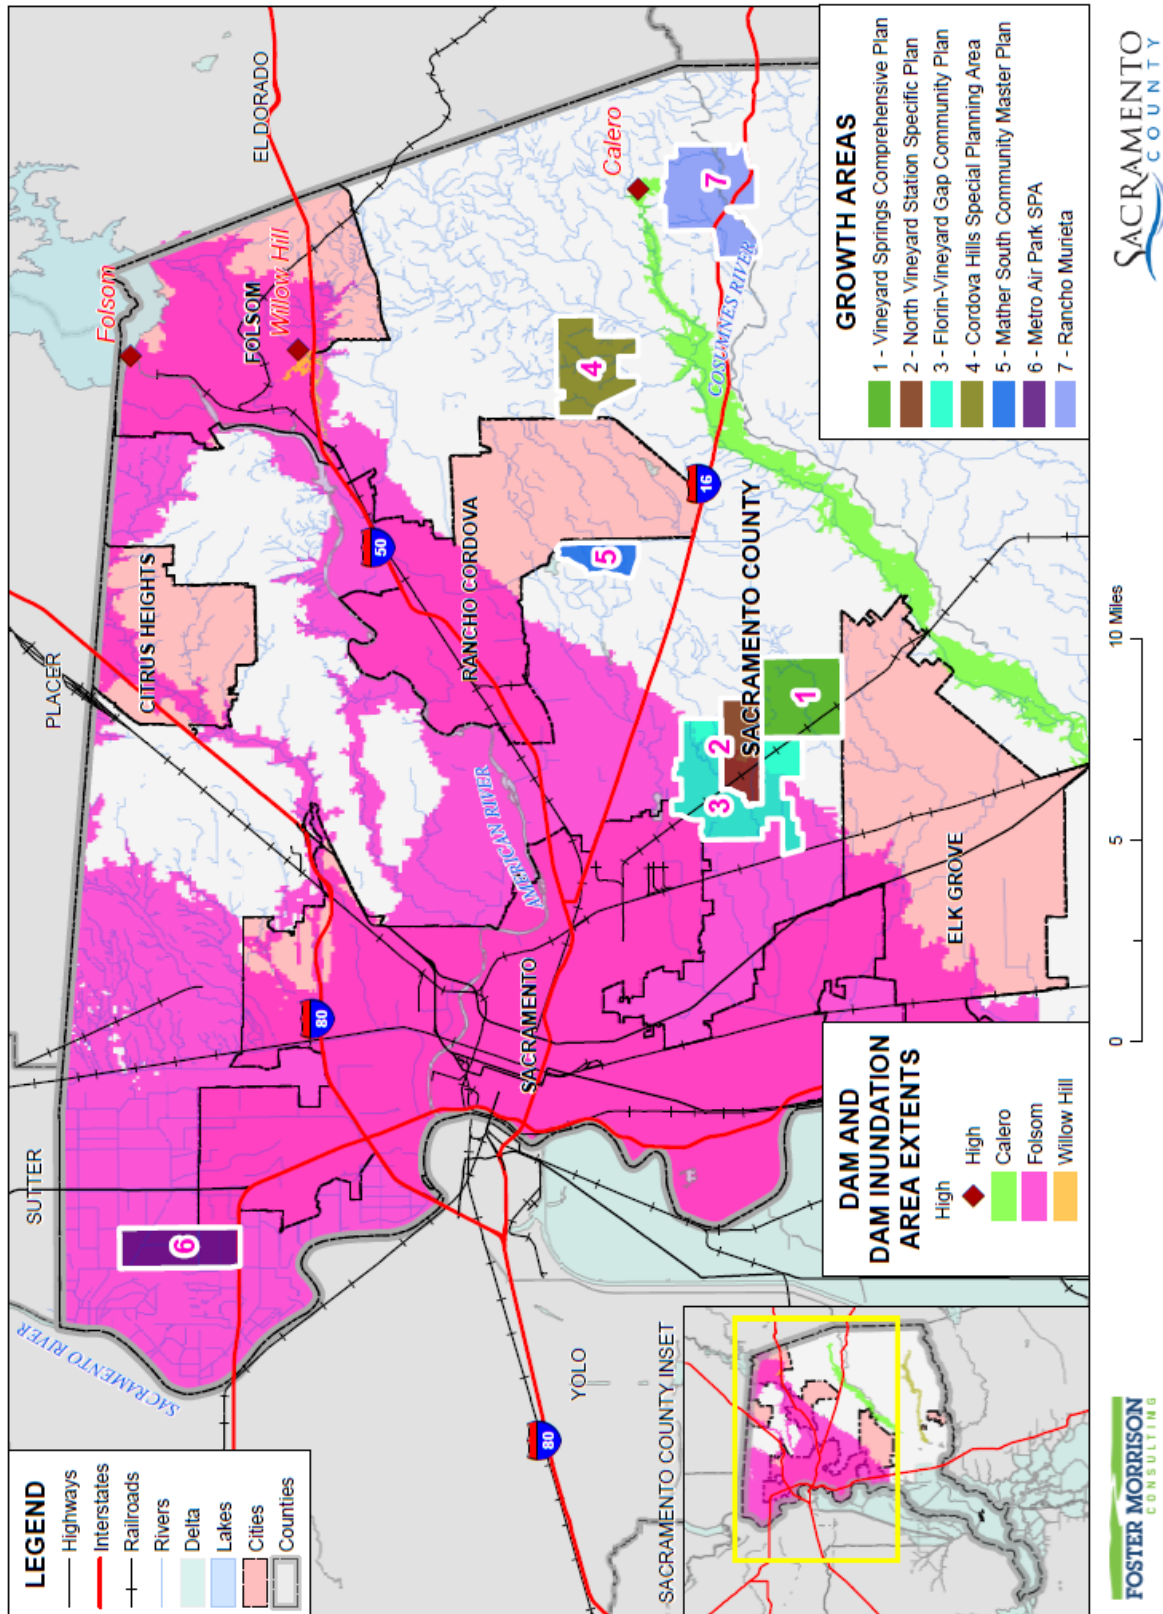 LEGEND
Highways
Interstates
Railroads
Rivers
Delta
Lakes
Cities
Counties
SUTTER
PLACER
EL DORADO
YOLO
SACRAMENTO RIVER
AMERICAN RIVER
COSUMNES RIVER
Folsom
FOLSOM
Willow Hill
Calero
CITRUS HEIGHTS
RANCHO CORDOVA
SACRAMENTO
SACRAMENTO COUNTY
ELK GROVE
80
80
50
16
1
2
3
4
5
6
7
SACRAMENTO COUNTY INSET
DAM AND
DAM INUNDATION
AREA EXTENTS
High
High
Calero
Folsom
Willow Hill
GROWTH AREAS
1 - Vineyard Springs Comprehensive Plan
2 - North Vineyard Station Specific Plan
3 - Florin-Vineyard Gap Community Plan
4 - Cordova Hills Special Planning Area
5 - Mather South Community Master Plan
6 - Metro Air Park SPA
7 - Rancho Murieta
0 5 10 Miles
FOSTER MORRISON
CONSULTING
SACRAMENTO
COUNTY